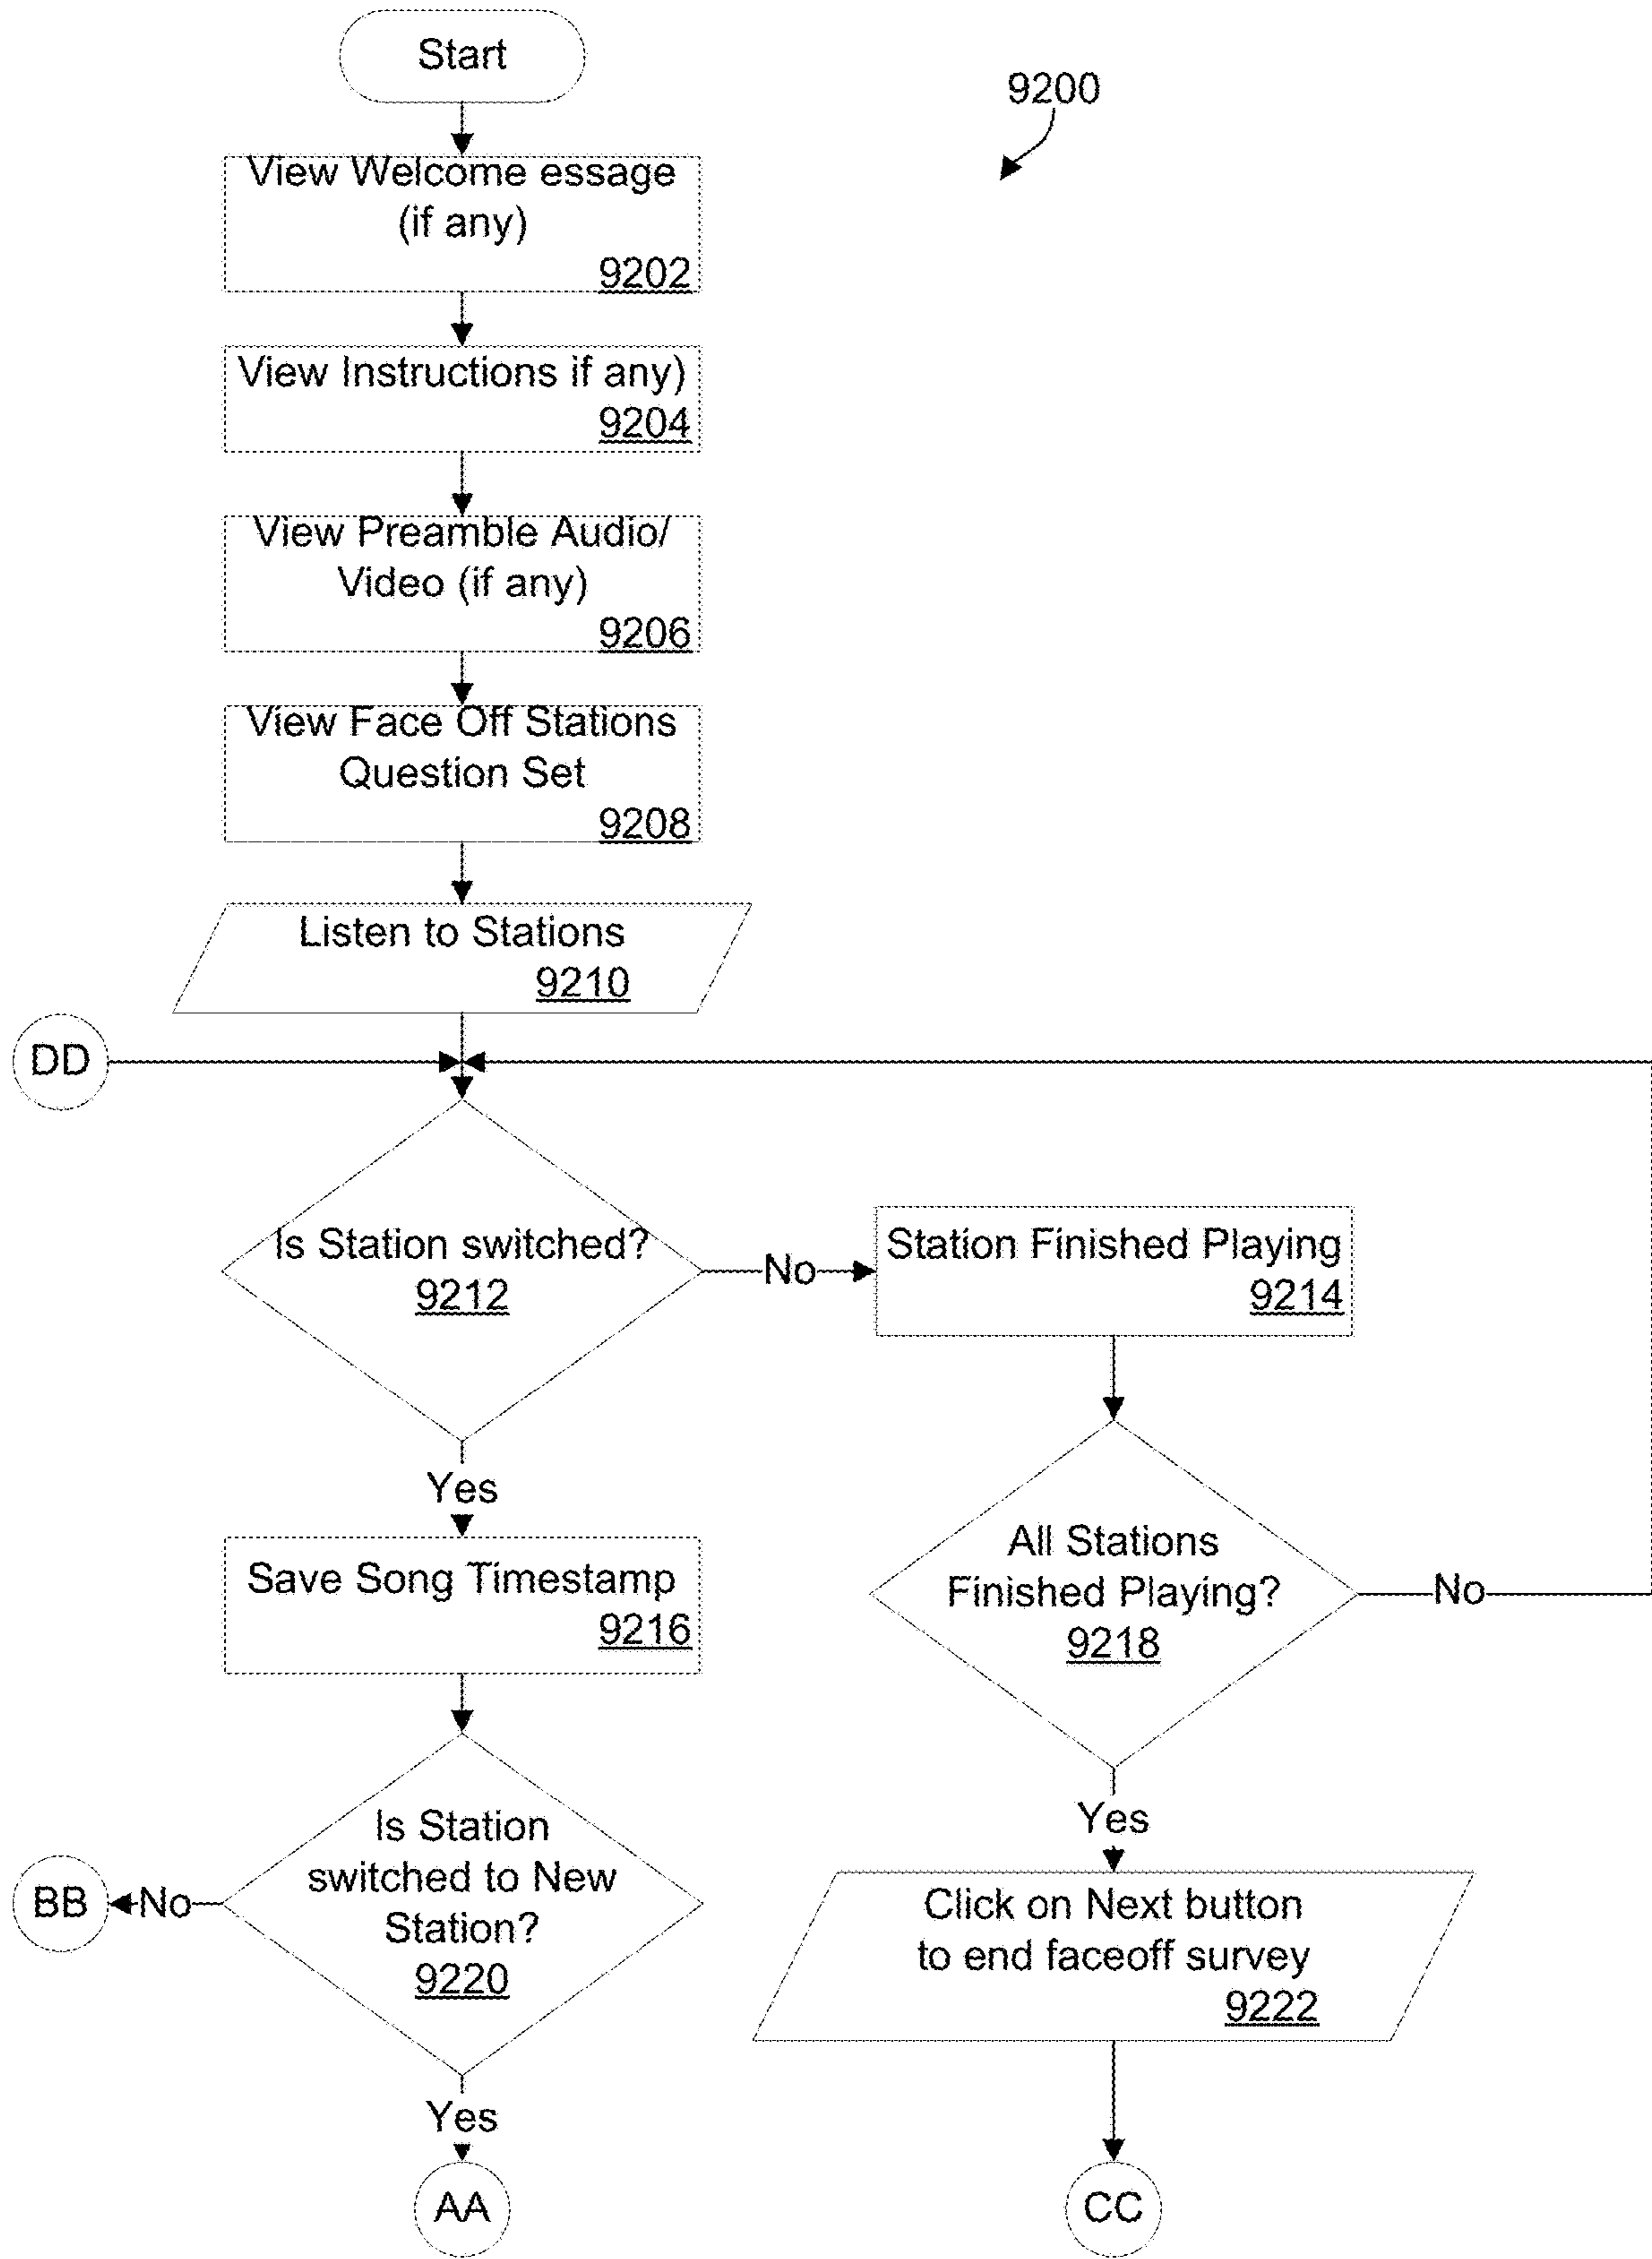 Start
9200
View Welcome essage
(if any)
9202
View Instructions if any)
9204
View Preamble Audio/
Video (if any)
9206
View Face Off Stations
Question Set
9208
Listen to Stations
9210
DD
Is Station switched?
9212
No
Station Finished Playing
9214
Yes
Save Song Timestamp
9216
All Stations
Finished Playing?
9218
No
Yes
Is Station
switched to New
Station?
9220
No
BB
Click on Next button
to end faceoff survey
9222
Yes
AA
CC